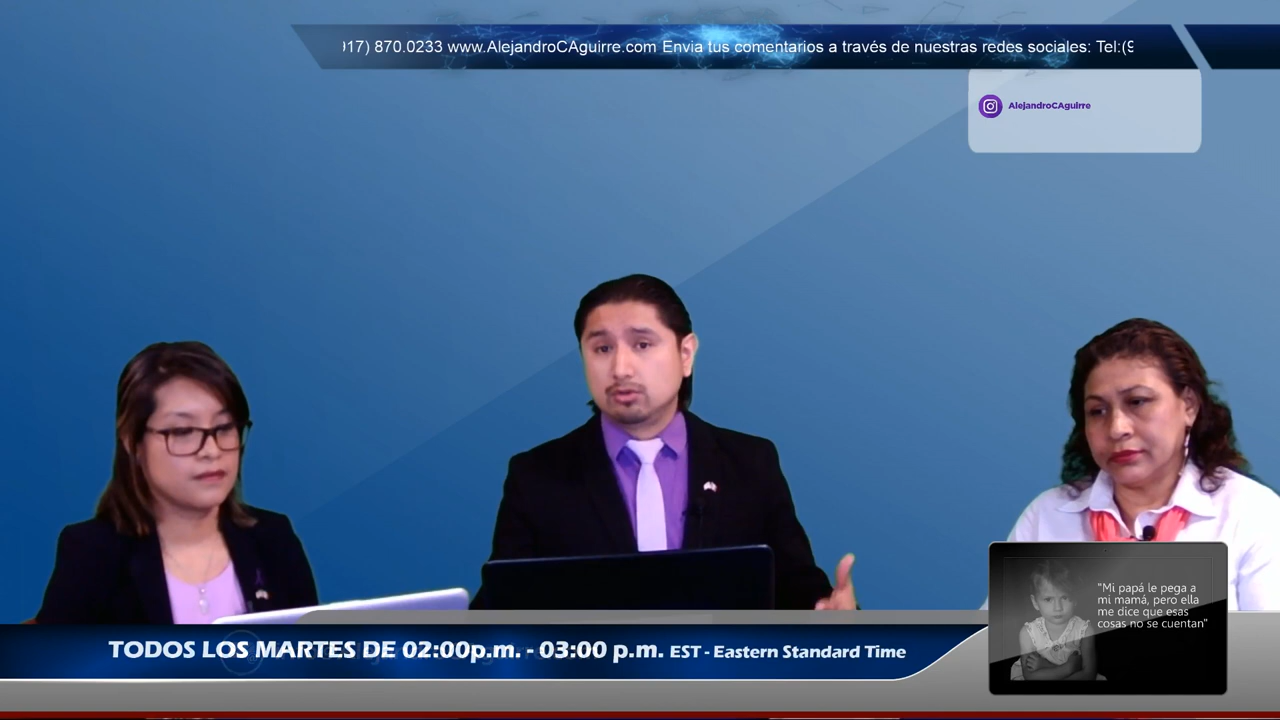 017) 870.0233 www.AlejandroCAguirre.com Envia tus comentarios a través de nuestras redes sociales: Tel:(9
AlejandroCAguirre
"Mi papá le pega a
mi mamá, pero ella
me dice que esas
cosas no se cuentan"
TODOS LOS MARTES DE 02:00p.m. - 03:00 p.m. EST - Eastern Standard Time